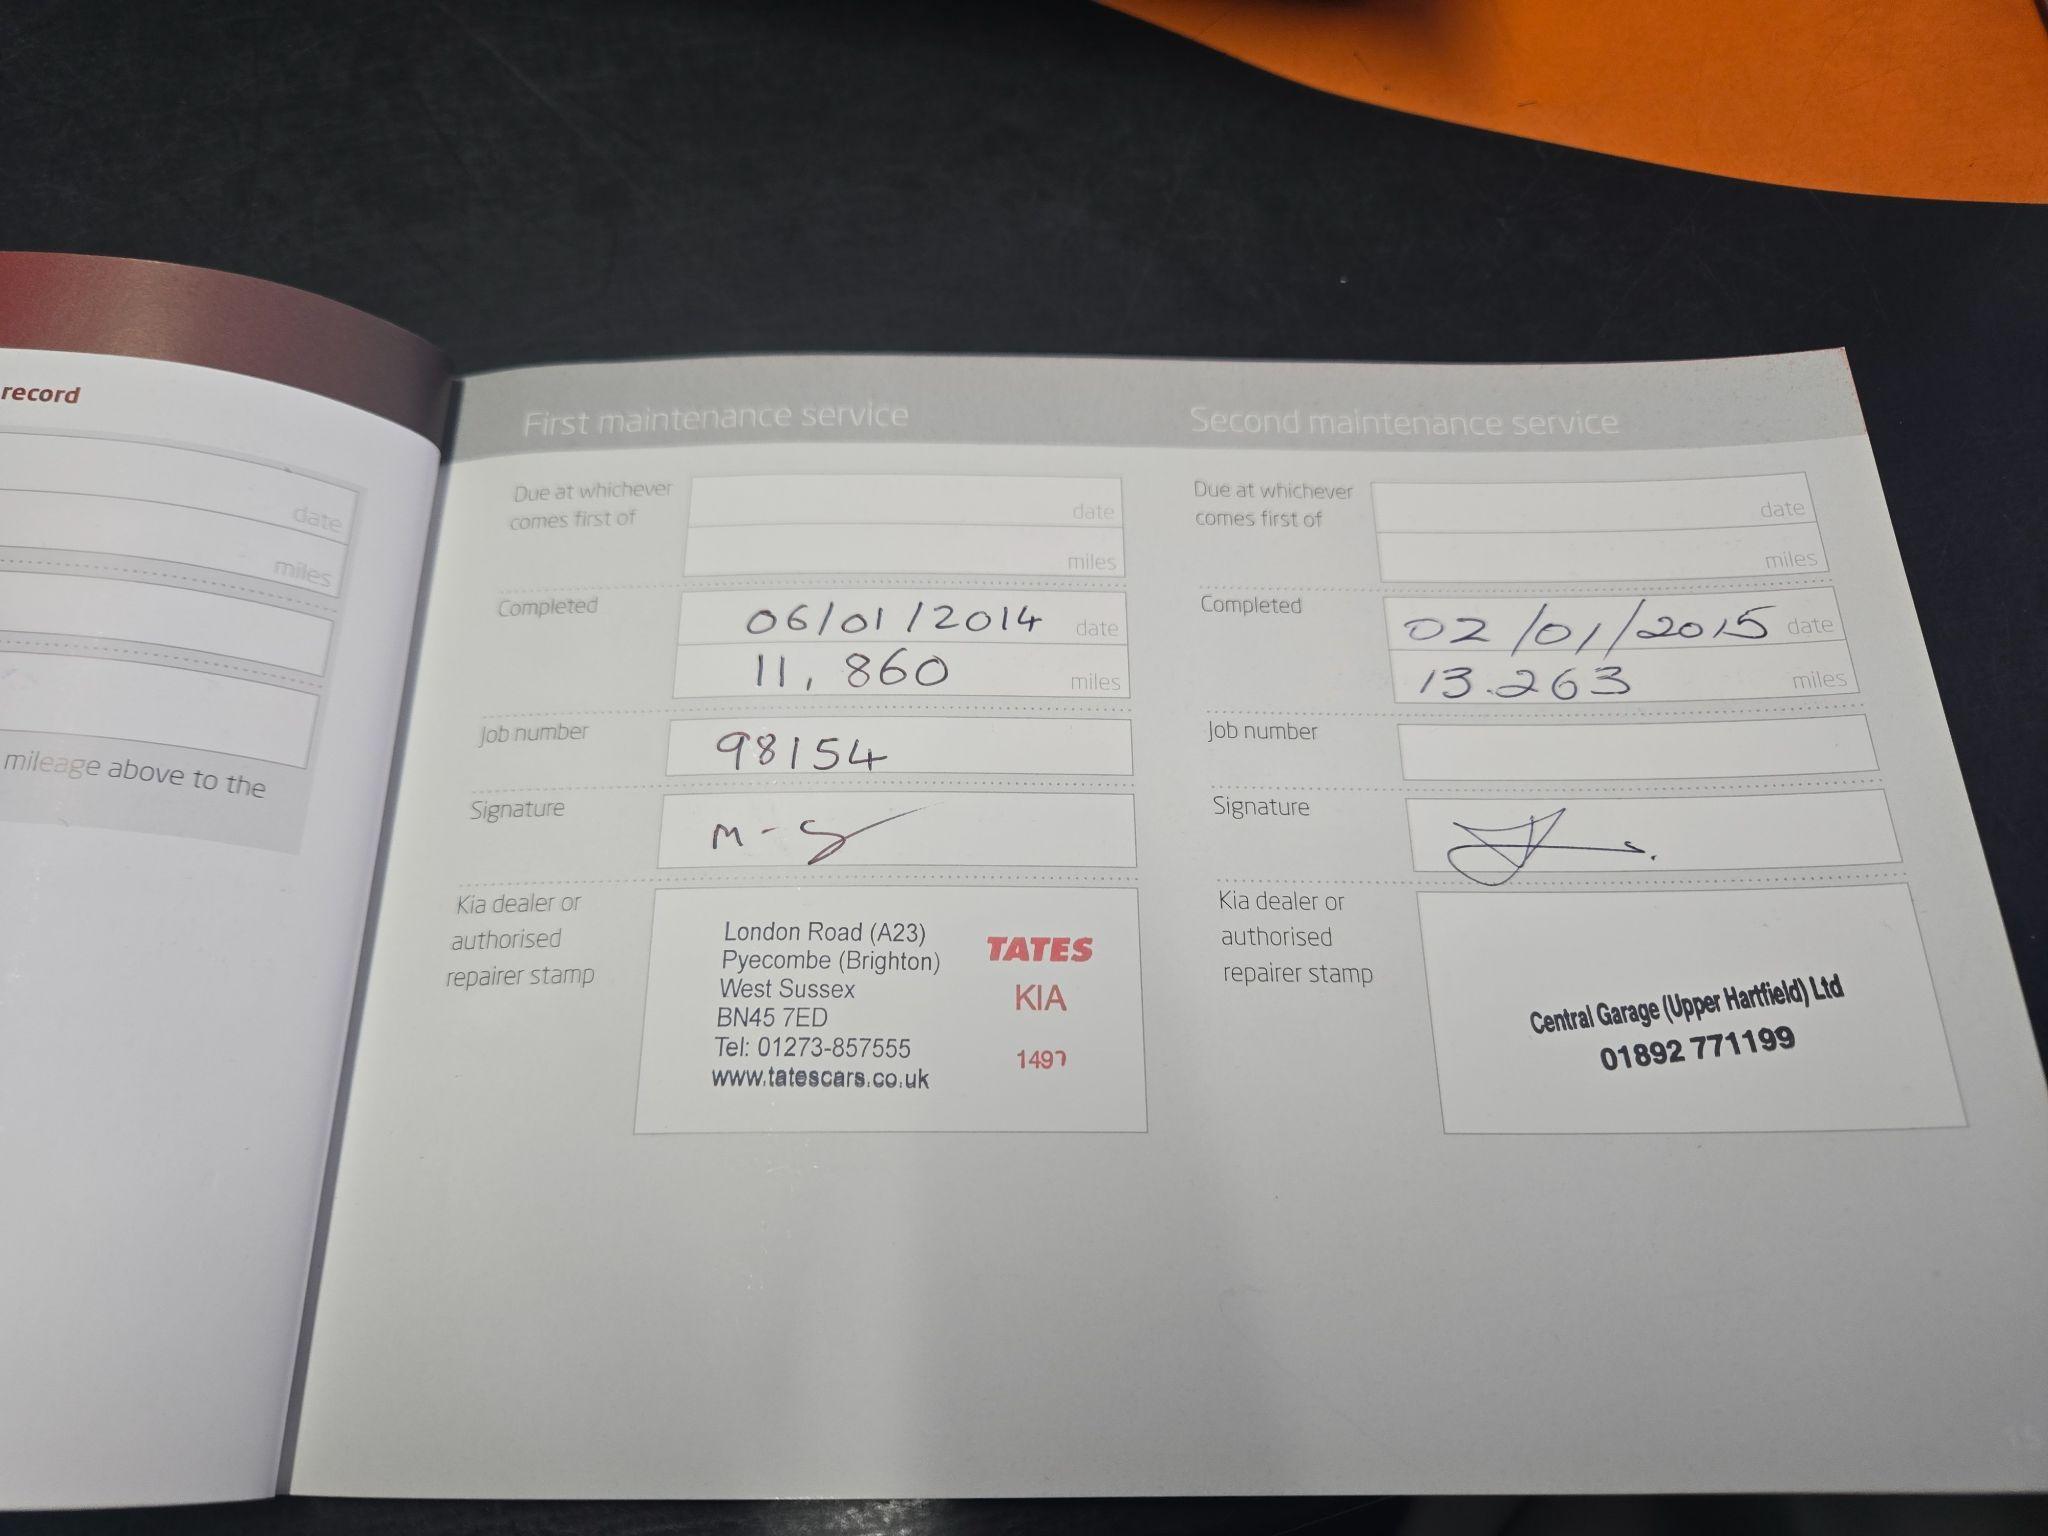 record
date
miles
mileage above to the
First maintenance service
Due at whichever
comes first of
date
miles
Completed
06/01/2014 date
11,860 miles
Job number
98154
Signature
Kia dealer or
authorised
repairer stamp
London Road (A23)
Pyecombe (Brighton)
West Sussex
BN45 7ED
Tel: 01273-857555
www.tatescars.co.uk
TATES
KIA
1497
Second maintenance service
Due at whichever
comes first of
date
miles
Completed
02/01/2015 date
13.263 miles
Job number
Signature
Kia dealer or
authorised
repairer stamp
Central Garage (Upper Hartfield) Ltd
01892 771199